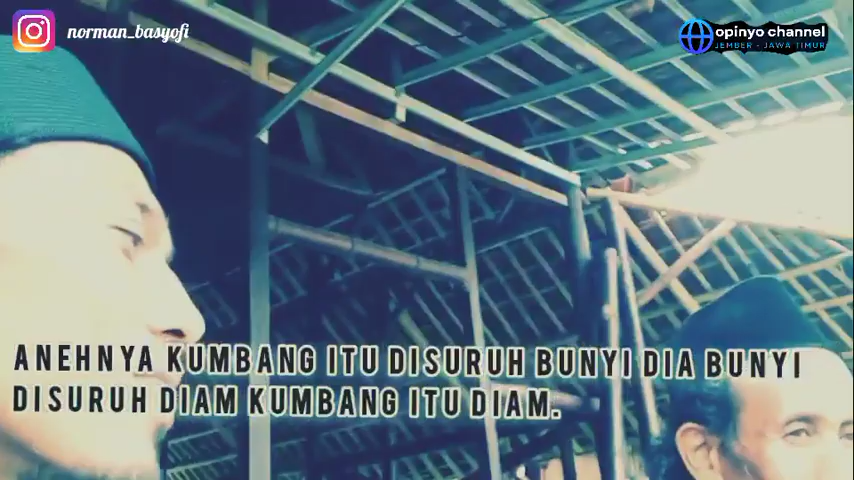 norman_basyofi
opinyo channel
JEMBER - JAWA TIMUR
ANEHNYA KUMBANG ITU DISURUH BUNYI DIA BUNYI
DISURUH DIAM KUMBANG ITU DIAM.